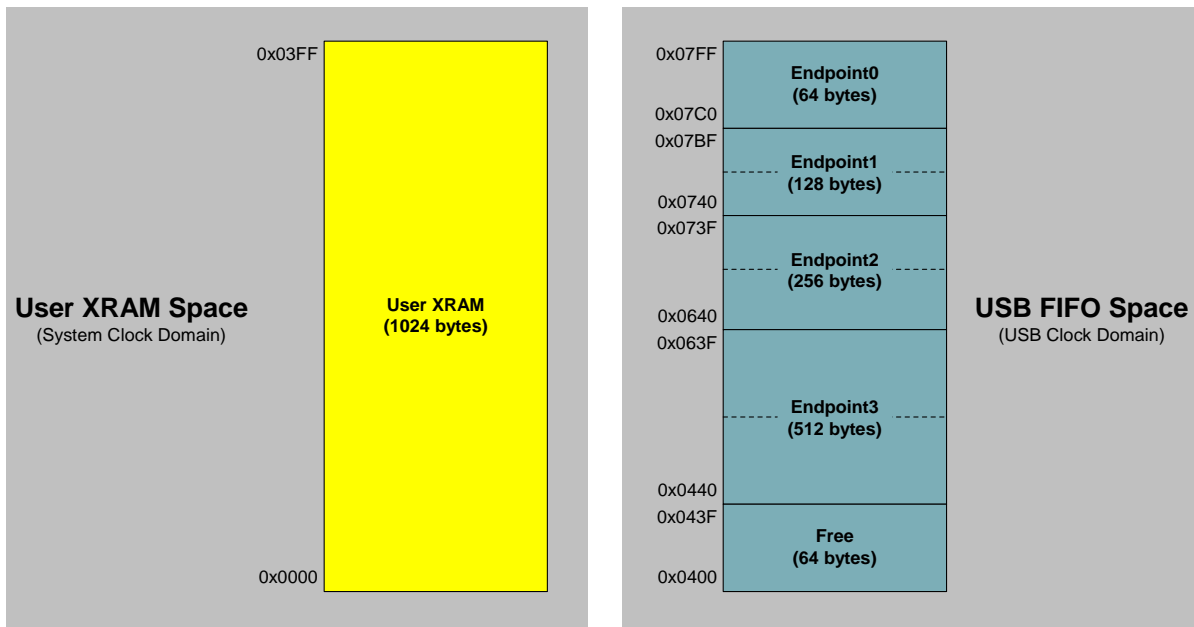 0x03FF
User XRAM Space
(System Clock Domain)
User XRAM
(1024 bytes)
0x0000
0x07FF
Endpoint0
(64 bytes)
0x07C0
0x07BF
Endpoint1
(128 bytes)
0x0740
0x073F
Endpoint2
(256 bytes)
0x0640
0x063F
Endpoint3
(512 bytes)
0x0440
0x043F
Free
(64 bytes)
0x0400
USB FIFO Space
(USB Clock Domain)